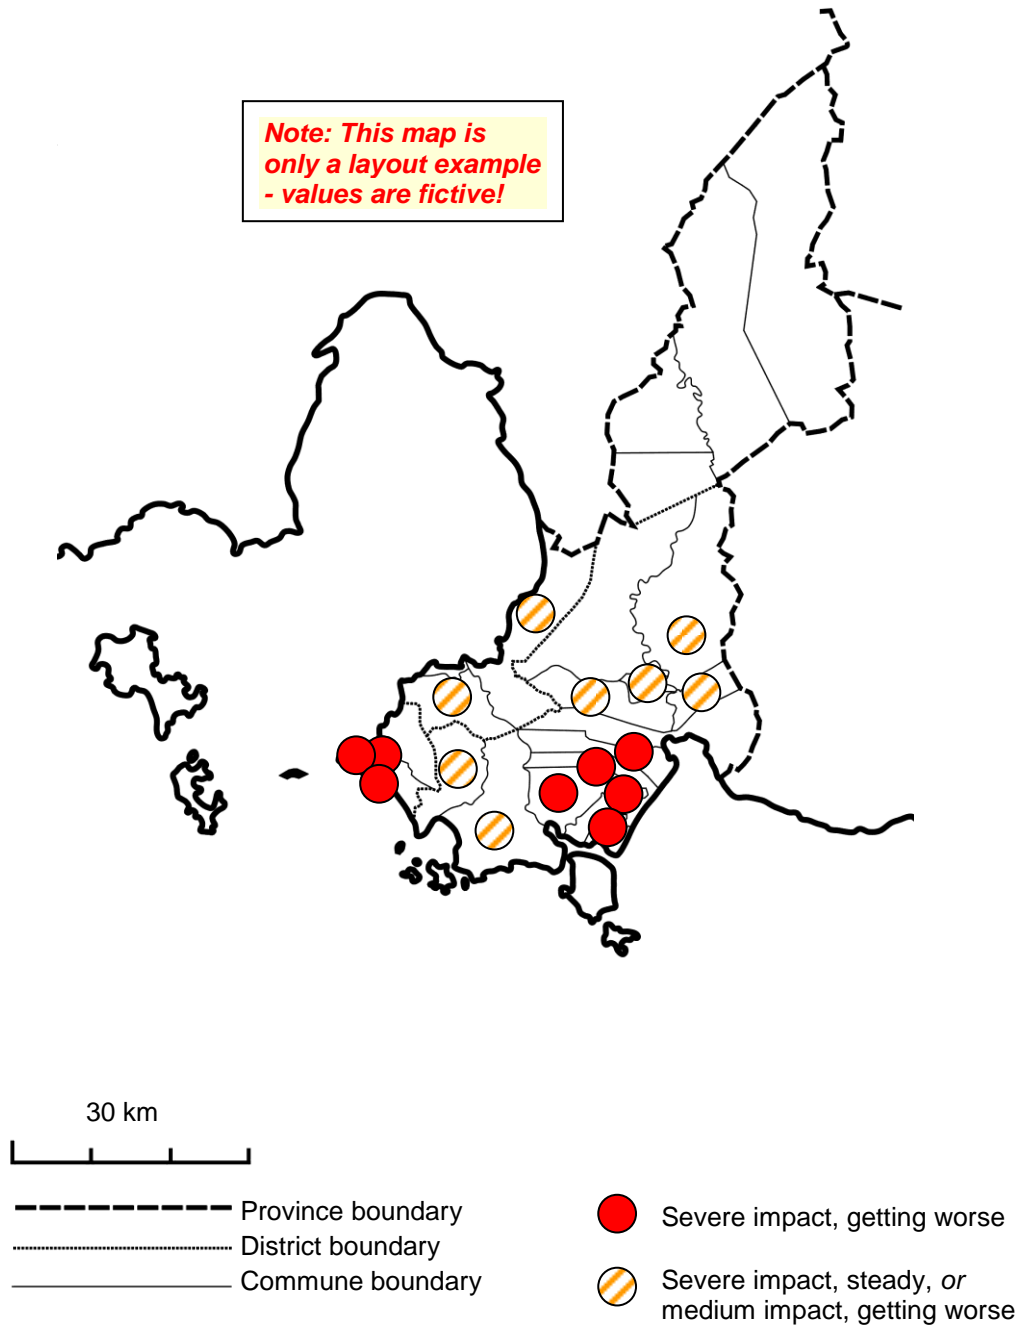 Note: This map is
only a layout example
- values are fictive!
30 km
Province boundary
District boundary
Commune boundary
Severe impact, getting worse
Severe impact, steady, or
medium impact, getting worse